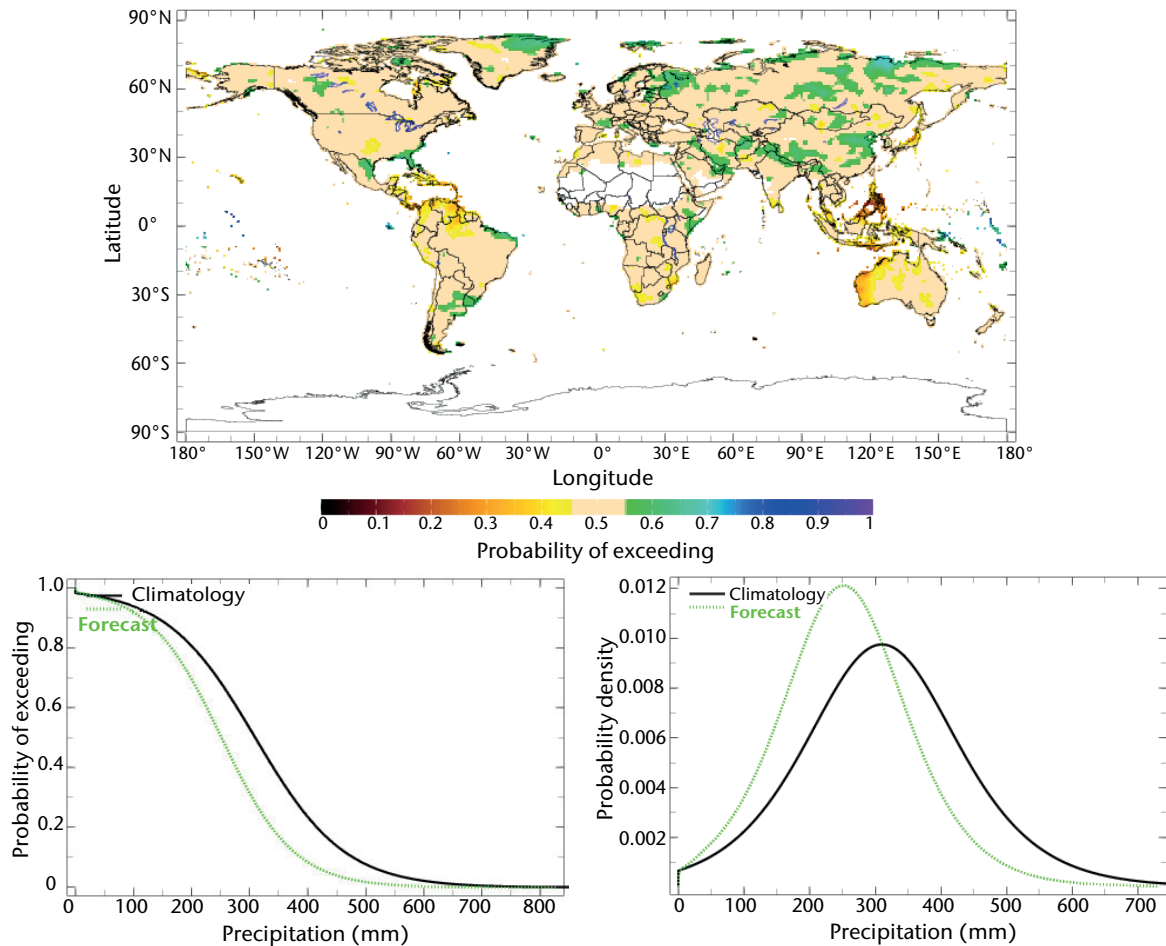 90°N
60°N
30°N
0°
30°S
60°S
90°S
Latitude
180° 150°W 120°W 90°W 60°W 30°W 0° 30°E 60°E 90°E 120°E 150°E 180°
Longitude
0 0.1 0.2 0.3 0.4 0.5 0.6 0.7 0.8 0.9 1
Probability of exceeding
1.0
0.8
0.6
0.4
0.2
0
Probability of exceeding
Climatology
Forecast
0 100 200 300 400 500 600 700 800
Precipitation (mm)
0.012
0.010
0.008
0.006
0.004
0.002
Probability density
Climatology
Forecast
0 100 200 300 400 500 600 700
Precipitation (mm)